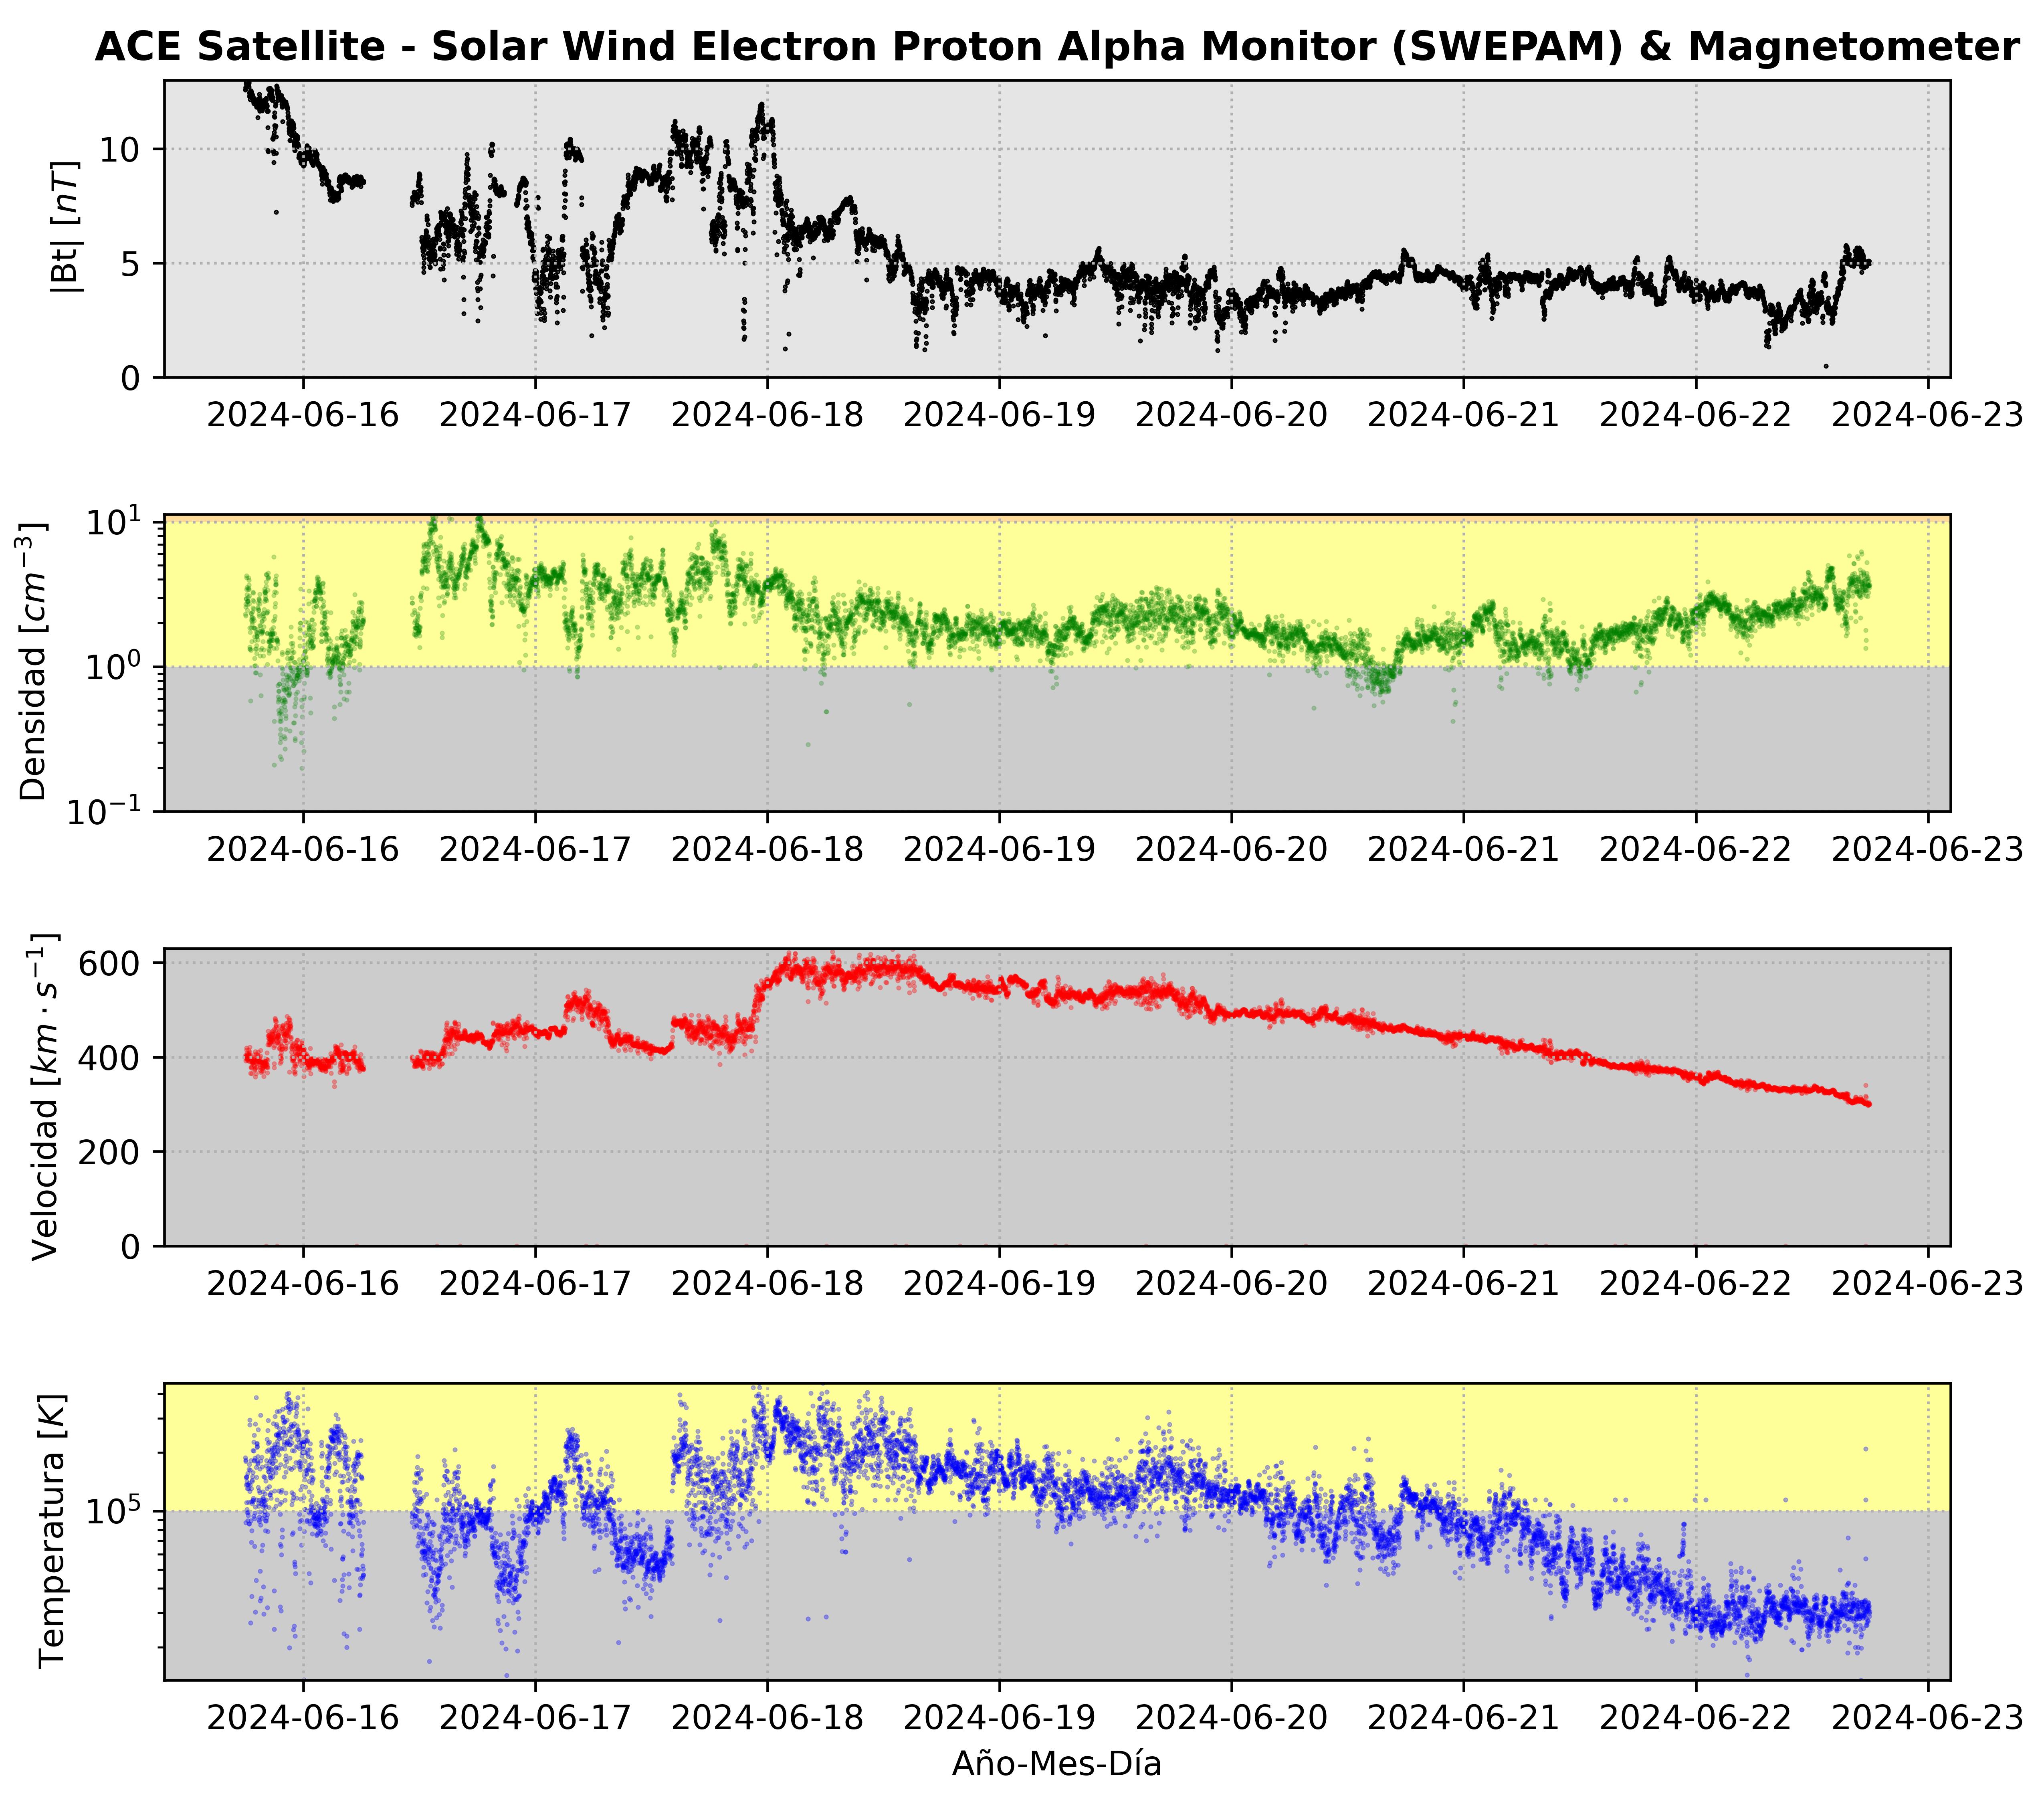 ACE Satellite - Solar Wind Electron Proton Alpha Monitor (SWEPAM) & Magnetometer
|Bt| [nT]
10
5
0
2024-06-16 2024-06-17 2024-06-18 2024-06-19 2024-06-20 2024-06-21 2024-06-22 2024-06-23
Densidad [cm⁻³]
10¹
10⁰
10⁻¹
2024-06-16 2024-06-17 2024-06-18 2024-06-19 2024-06-20 2024-06-21 2024-06-22 2024-06-23
Velocidad [km · s⁻¹]
600
400
200
0
2024-06-16 2024-06-17 2024-06-18 2024-06-19 2024-06-20 2024-06-21 2024-06-22 2024-06-23
Temperatura [K]
10⁵
2024-06-16 2024-06-17 2024-06-18 2024-06-19 2024-06-20 2024-06-21 2024-06-22 2024-06-23
Año-Mes-Día